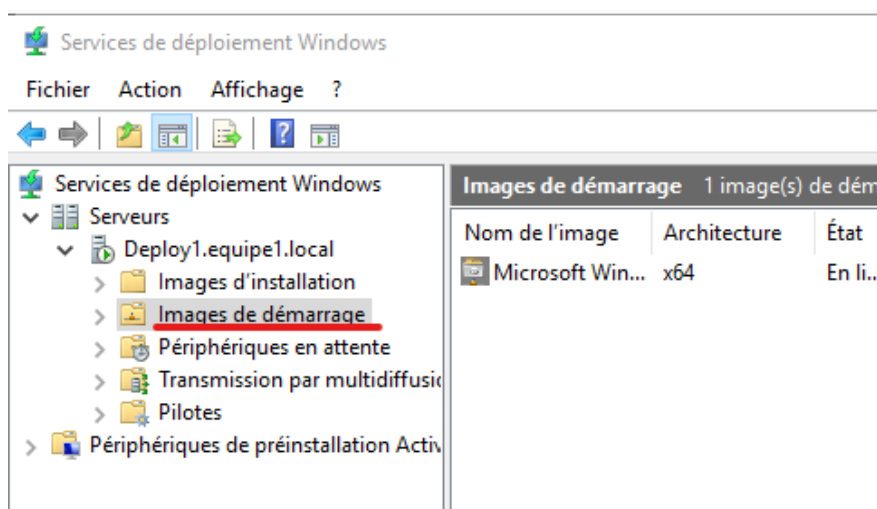 Services de déploiement Windows
Fichier Action Affichage ?
Services de déploiement Windows
Serveurs
Deploy1.equipe1.local
Images d'installation
Images de démarrage
Périphériques en attente
Transmission par multidiffusi
Pilotes
Périphériques de préinstallation Activ
Images de démarrage 1 image(s) de dém
Nom de l'image Architecture État
Microsoft Win... x64 En li...